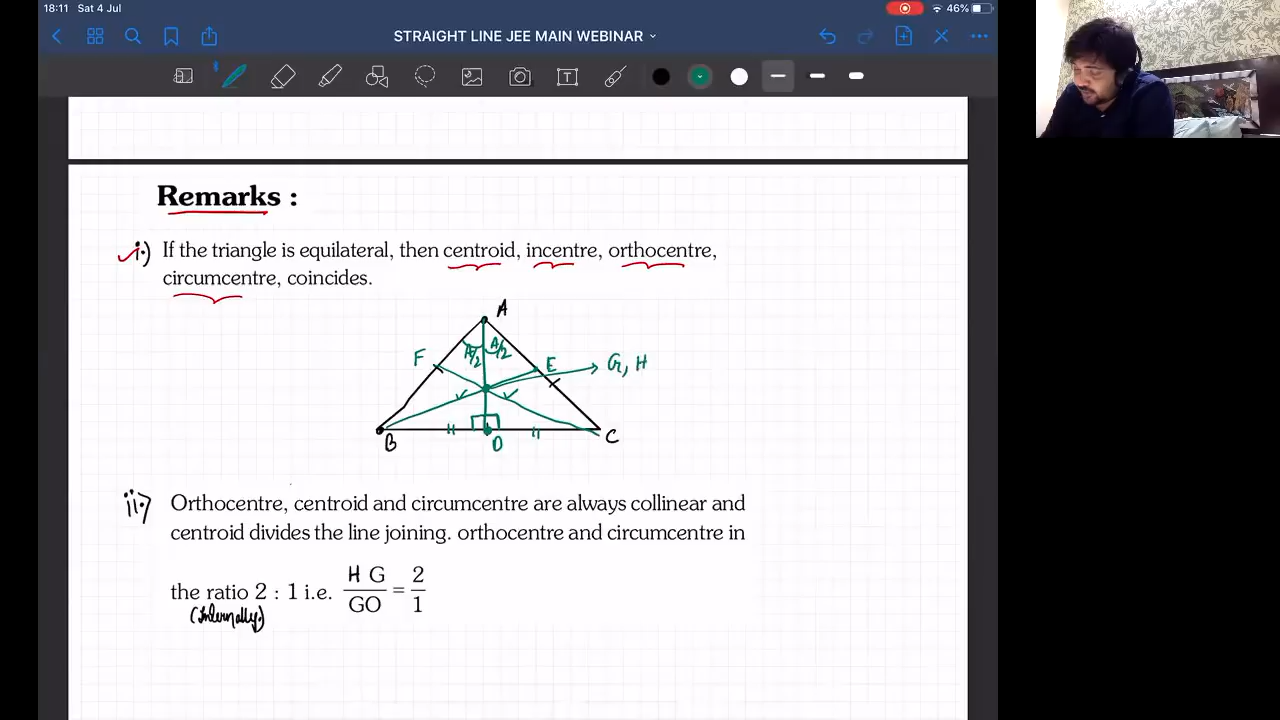 18:11 Sat 4 Jul
46%
STRAIGHT LINE JEE MAIN WEBINAR
T
Remarks :
i.) If the triangle is equilateral, then centroid, incentre, orthocentre,
circumcentre, coincides.
A
F
A/2
A/2
E
G, H
B
D
C
ii.) Orthocentre, centroid and circumcentre are always collinear and
centroid divides the line joining. orthocentre and circumcentre in
the ratio 2 : 1 i.e. HG/GO = 2/1
(internally)